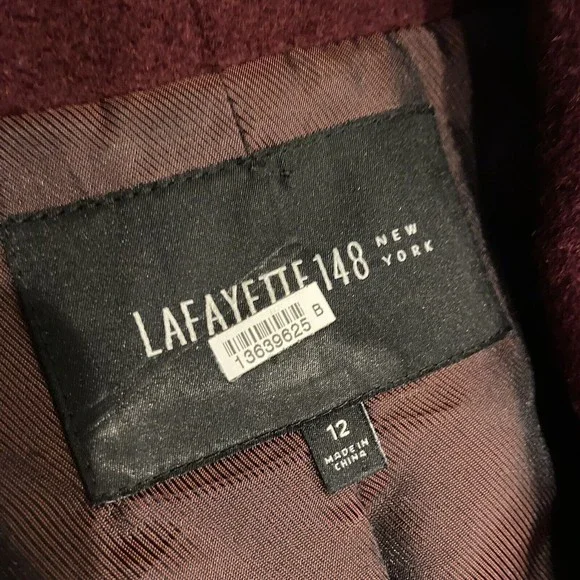 LAFAYETTE 148 NEW
YORK
13639625 B
12
MADE IN
CHINA